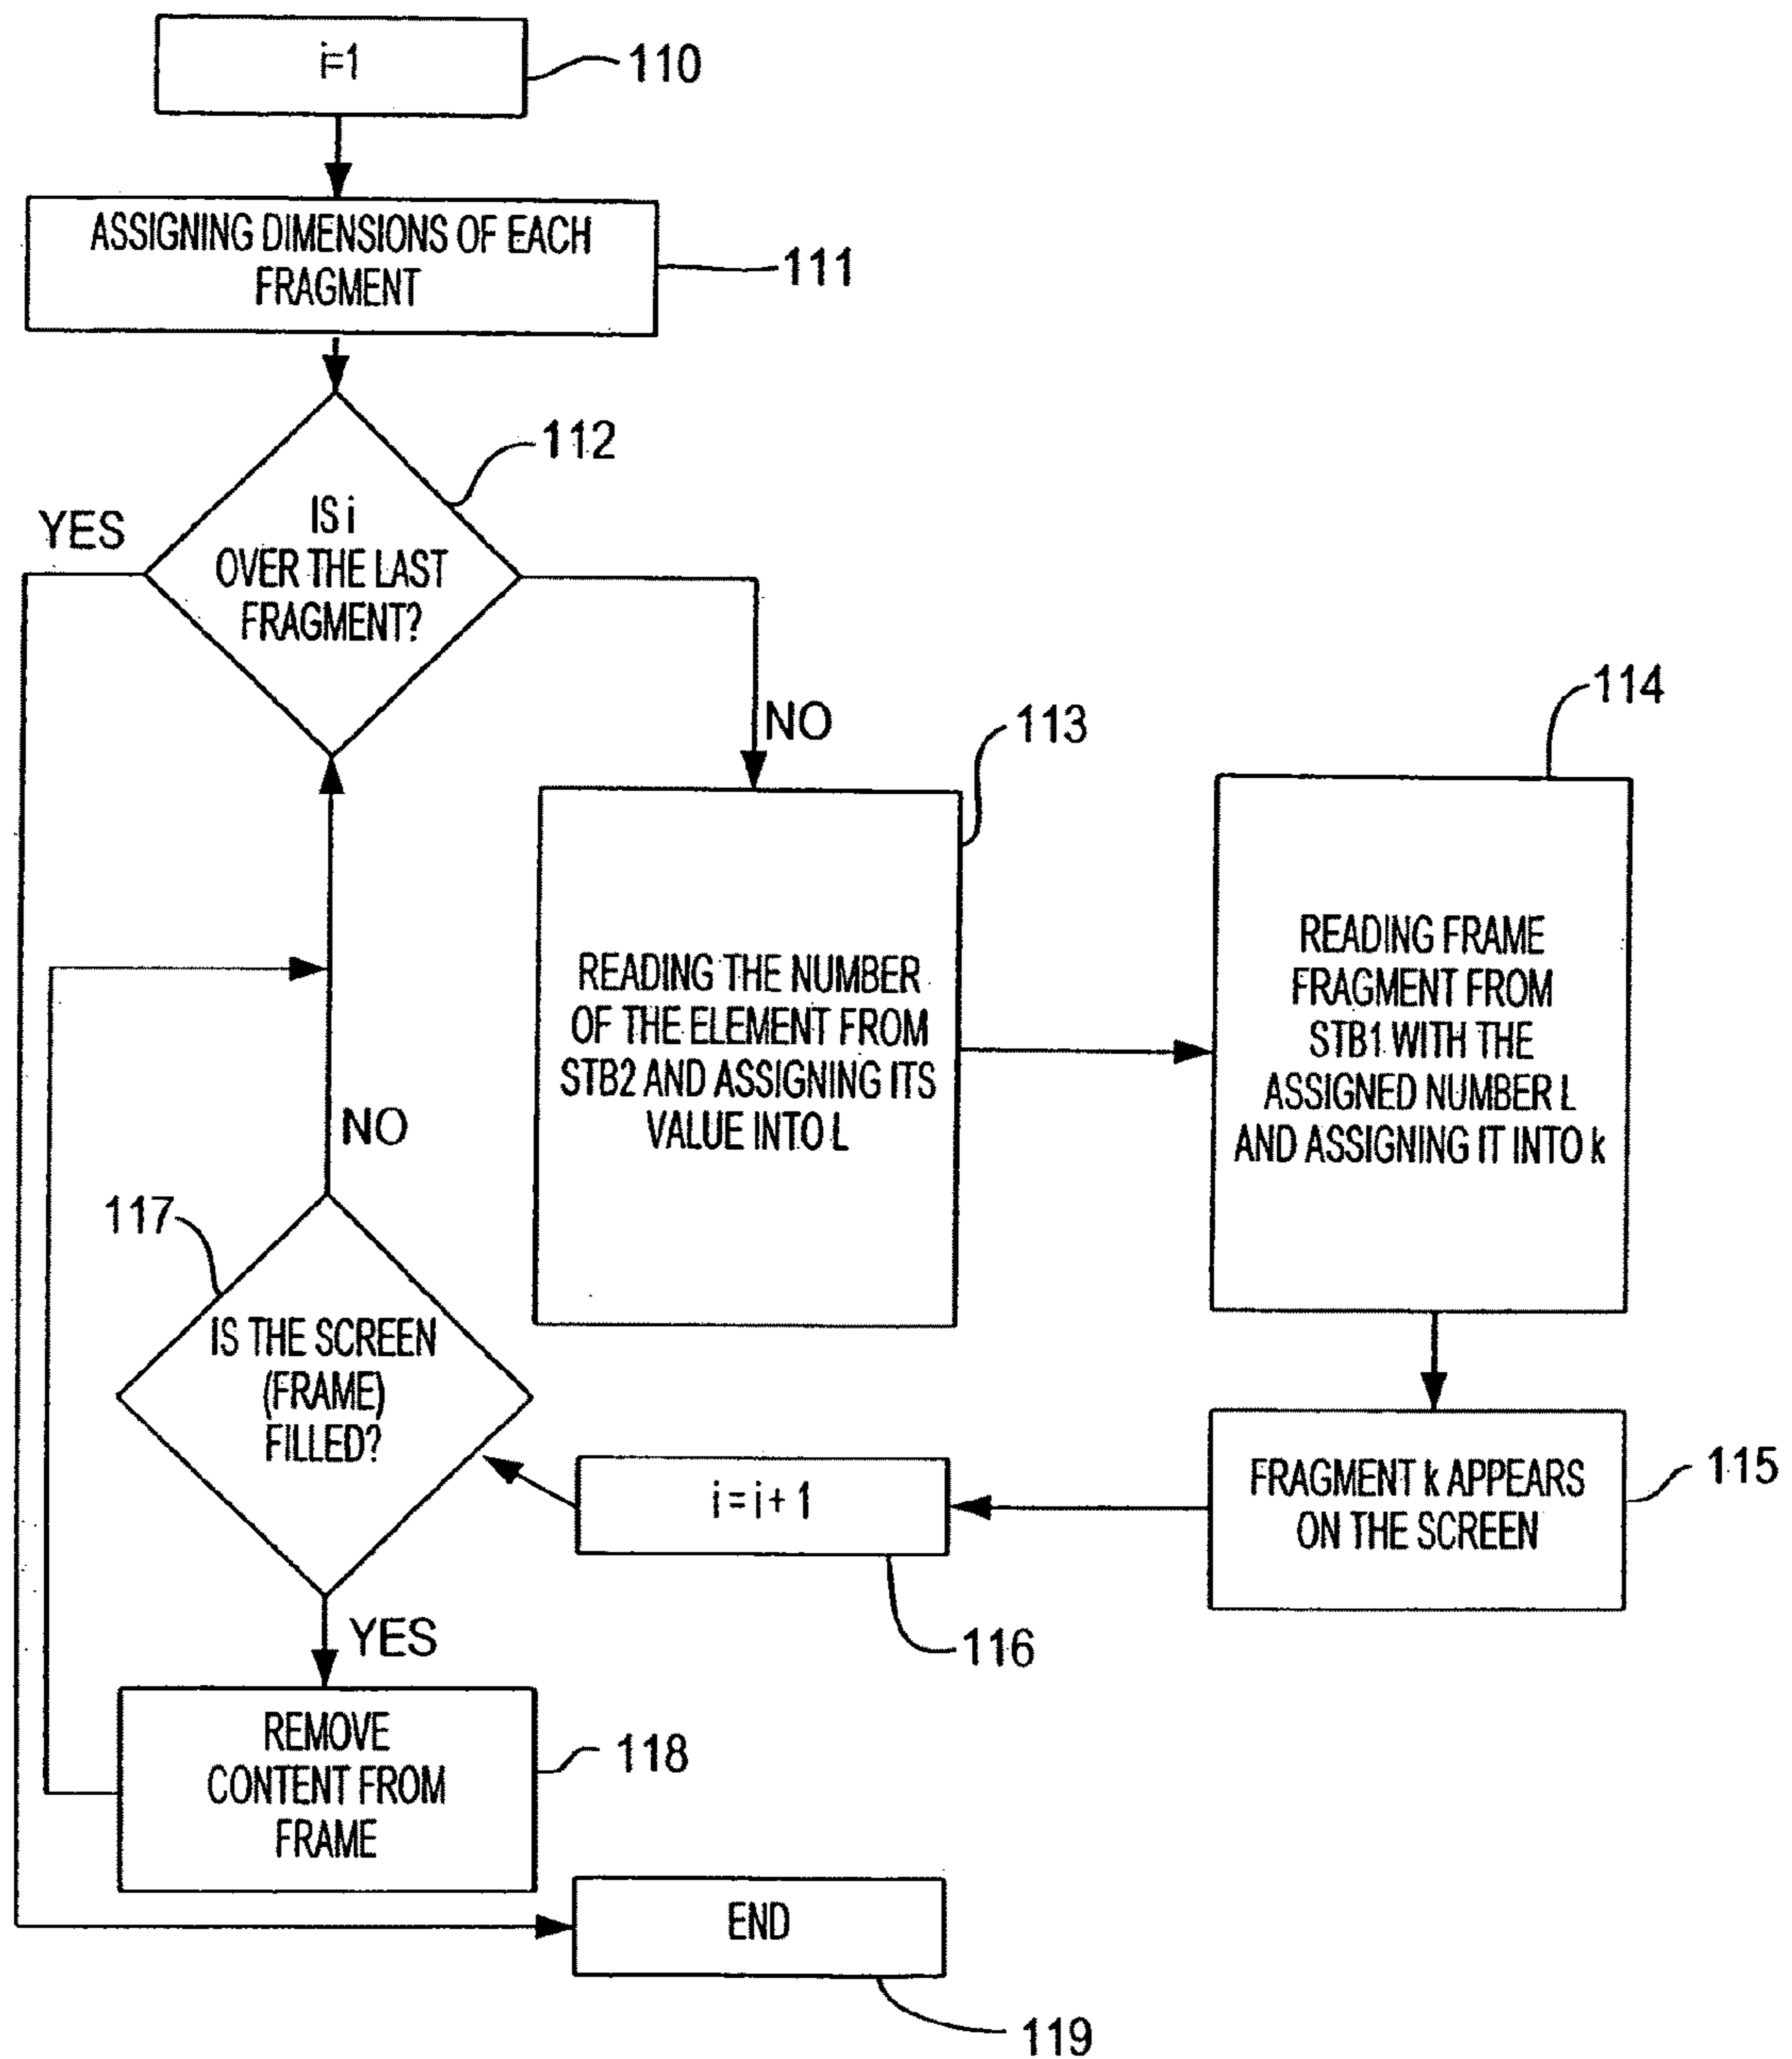 i=1
110
ASSIGNING DIMENSIONS OF EACH
FRAGMENT
111
112
IS i
OVER THE LAST
FRAGMENT?
YES
NO
113
READING THE NUMBER
OF THE ELEMENT FROM
STB2 AND ASSIGNING ITS
VALUE INTO L
114
READING FRAME
FRAGMENT FROM
STB1 WITH THE
ASSIGNED NUMBER L
AND ASSIGNING IT INTO k
FRAGMENT k APPEARS
ON THE SCREEN
115
i = i + 1
116
NO
117
IS THE SCREEN
(FRAME)
FILLED?
YES
REMOVE
CONTENT FROM
FRAME
118
END
119